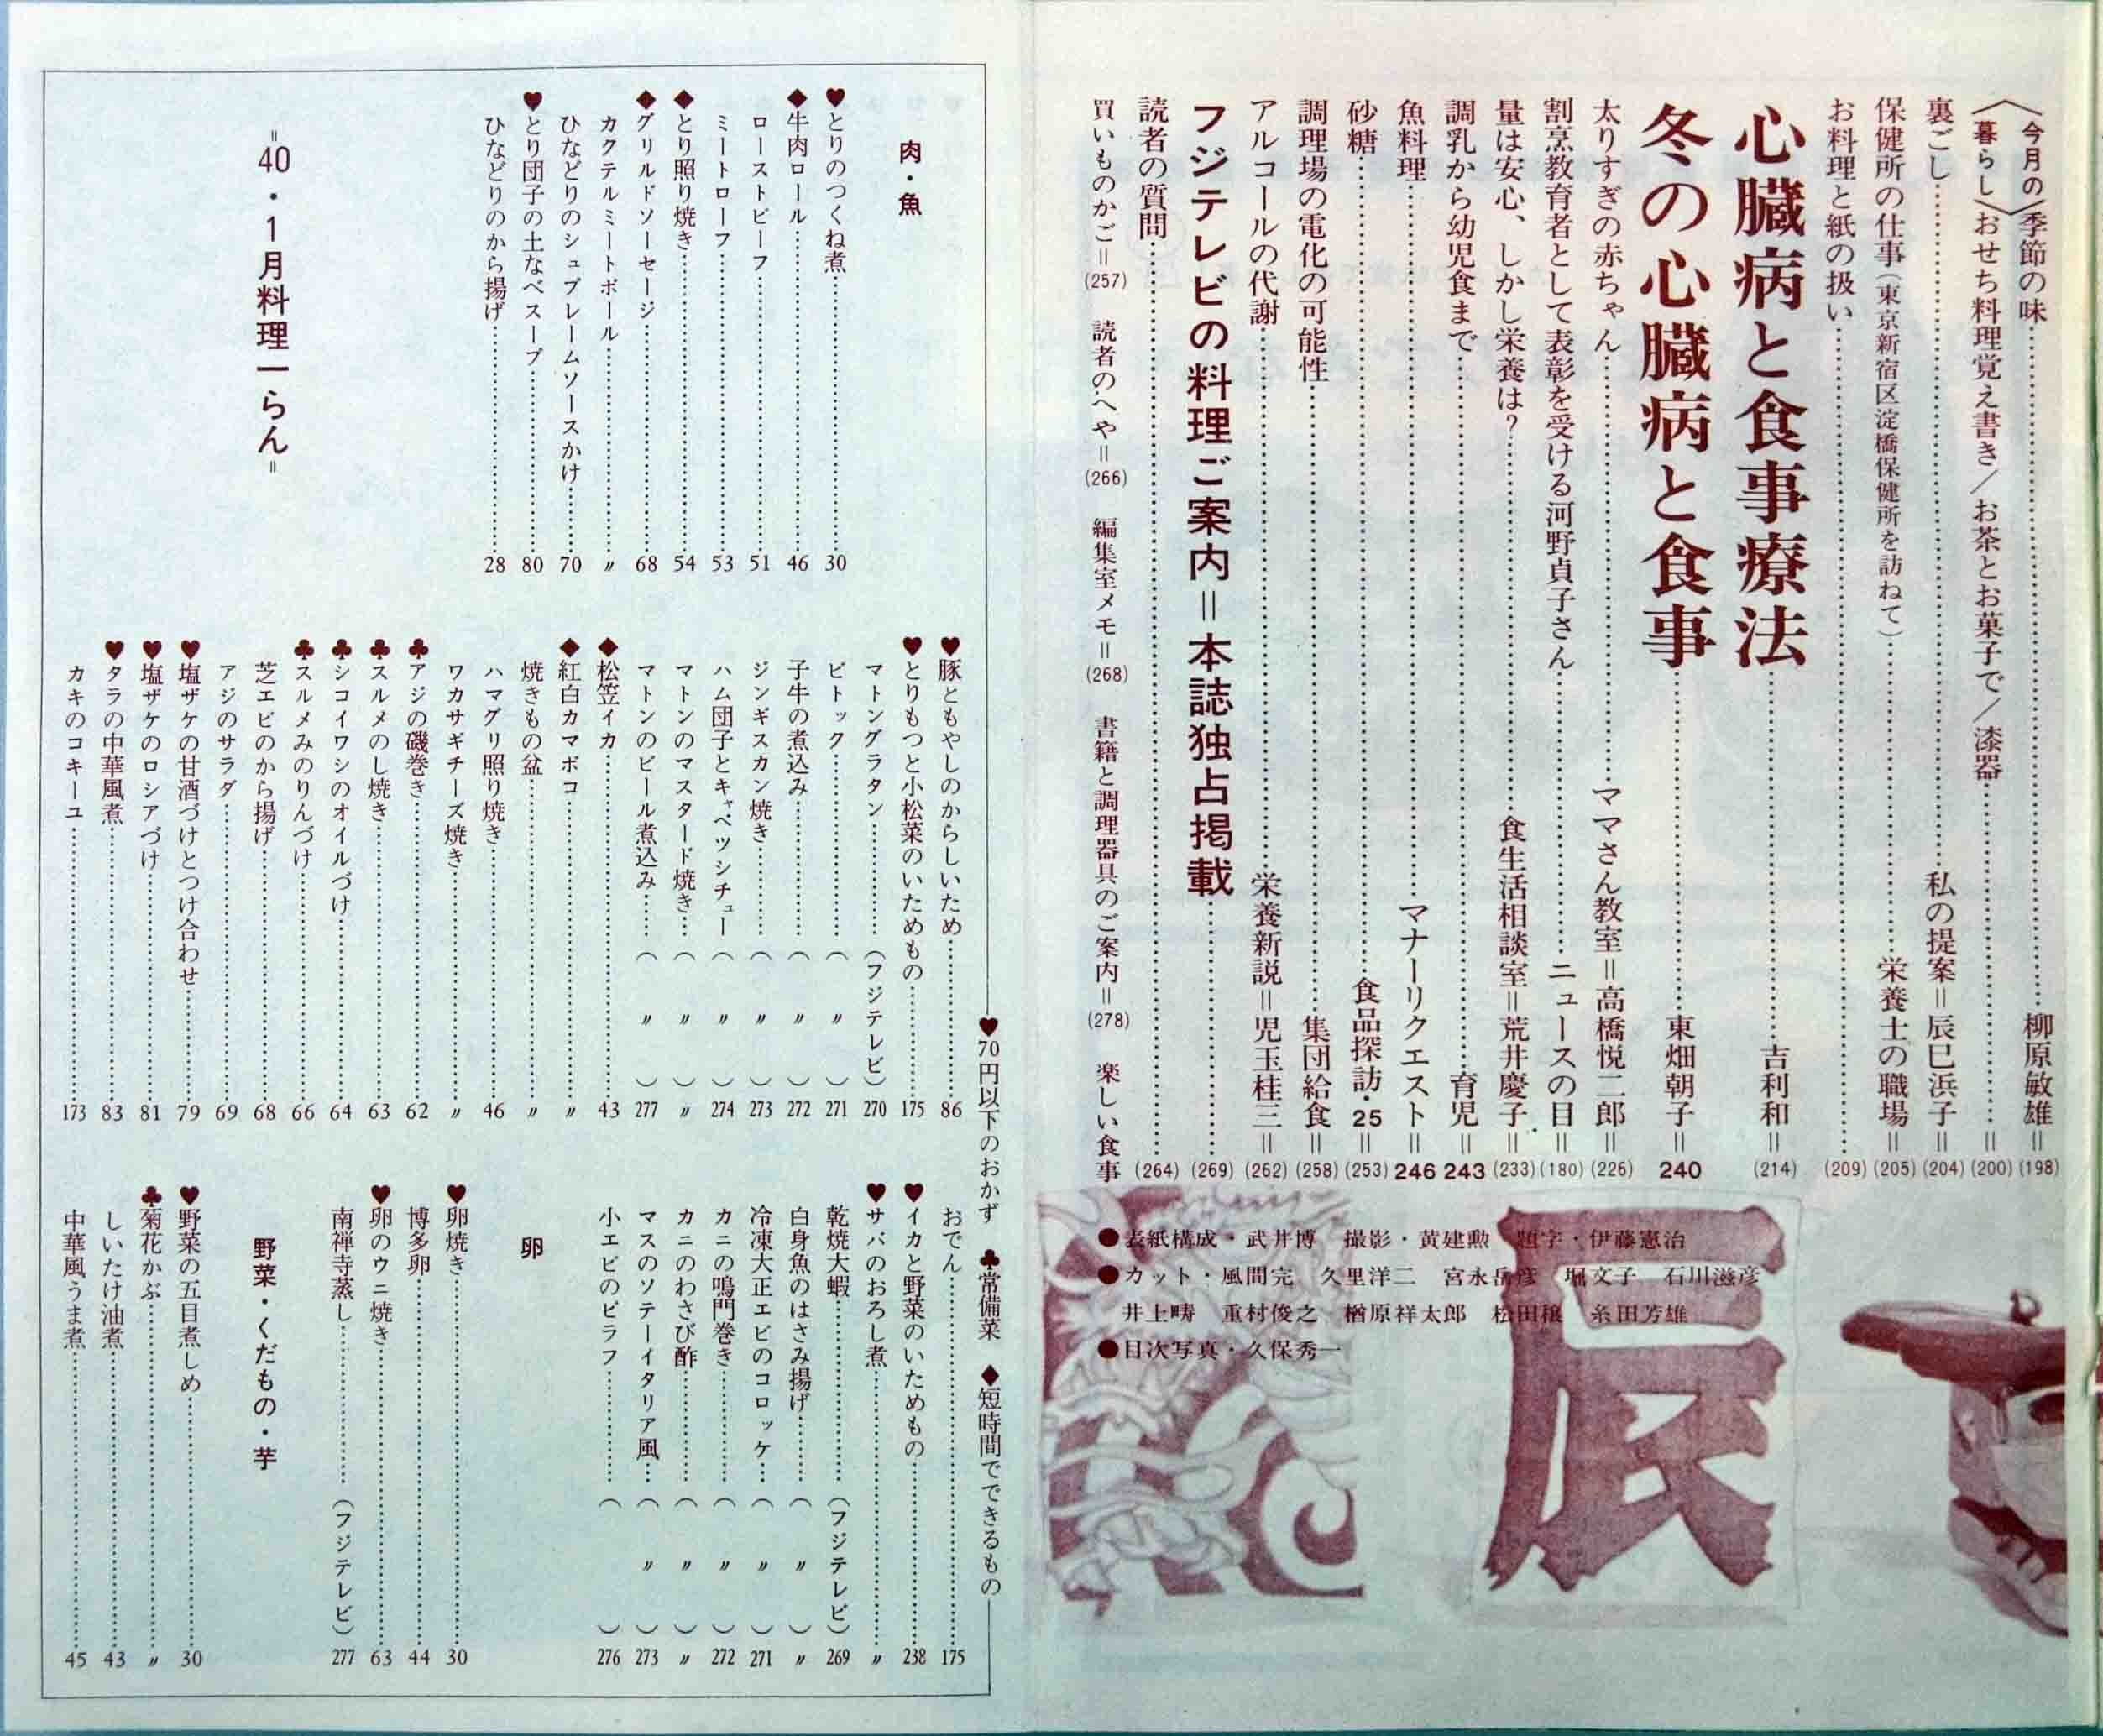 〈今月の〉季節の味……柳原敏雄＝(198)
〈暮らし〉おせち料理覚え書き／お茶とお菓子で／漆器……＝(200)
裏ごし……私の提案＝辰巳浜子＝(204)
保健所の仕事（東京新宿区淀橋保健所を訪ねて）……栄養士の職場＝(205)
お料理と紙の扱い……(209)
心臓病と食事療法……吉利和＝(214)
冬の心臓病と食事……東畑朝子＝240
太りすぎの赤ちゃん……ママさん教室＝高橋悦二郎＝(226)
割烹教育者として表彰を受ける河野貞子さん……ニュースの日＝(180)
量は安心、しかし栄養は？……食生活相談室＝荒井慶子＝(233)
調乳から幼児食まで……育児＝243
魚料理……マナーリクエスト＝246
砂糖……食品探訪・25＝(253)
調理場の電化の可能性……集団給食＝(258)
アルコールの代謝……栄養新説＝児玉桂三＝(262)
フジテレビの料理ご案内＝本誌独占掲載……(269)
読者の質問……(264)
買いものかご＝(257)　読者のへや＝(266)　編集室メモ＝(268)　書籍と調理器具のご案内＝(278)　楽しい食事
●表紙構成・武井博　撮影・黄建勲　題字・伊藤憲治
●カット・風間完　久里洋二　宮永岳彦　堀文子　石川滋彦
井上疇　重村俊之　楢原祥太郎　松田穣　糸田芳雄
●目次写真・久保秀一
辰
♥70円以下のおかず　♣常備菜　◆短時間でできるもの
肉・魚
♥とりのつくね煮……30
◆牛肉ロール……46
ローストビーフ……51
ミートローフ……53
◆とり照り焼き……54
◆グリルドソーセージ……68
カクテルミートボール……〃
ひなどりのシュプレームソースかけ……70
♥とり団子の土なべスープ……80
ひなどりのから揚げ……28
＝40・1月料理一らん＝
♥豚ともやしのからしいため……86
♥とりもつと小松菜のいためもの……175
マトングラタン……（フジテレビ）270
ビトック……（〃）271
子牛の煮込み……（〃）272
ジンギスカン焼き……（〃）273
ハム団子とキャベツシチュー（〃）274
マトンのマスタード焼き……（〃）〃
マトンのビール煮込み……（〃）277
◆松笠イカ……43
◆紅白カマボコ……〃
焼きもの盆……〃
ハマグリ照り焼き……46
ワカサギチーズ焼き……〃
♣アジの磯巻き……62
♣スルメのし焼き……63
♣シコイワシのオイルづけ……64
♣スルメみのりんづけ……66
芝エビのから揚げ……68
アジのサラダ……69
♥塩ザケの甘酒づけとつけ合わせ……79
♥塩ザケのロシアづけ……81
♥タラの中華風煮……83
カキのコキーユ……173
おでん……175
♥イカと野菜のいためもの……238
♥サバのおろし煮……〃
乾焼大蝦……（フジテレビ）269
白身魚のはさみ揚げ……（〃）〃
冷凍大正エビのコロッケ……（〃）271
カニの鳴門巻き……（〃）272
カニのわさび酢……（〃）〃
マスのソテーイタリア風……（〃）273
小エビのピラフ……（　）276
卵
♥卵焼き……30
博多卵……44
♥卵のウニ焼き……63
南禅寺蒸し……（フジテレビ）277
野菜・くだもの・芋
♥野菜の五目煮しめ……30
♣菊花かぶ……〃
しいたけ油煮……43
中華風うま煮……45